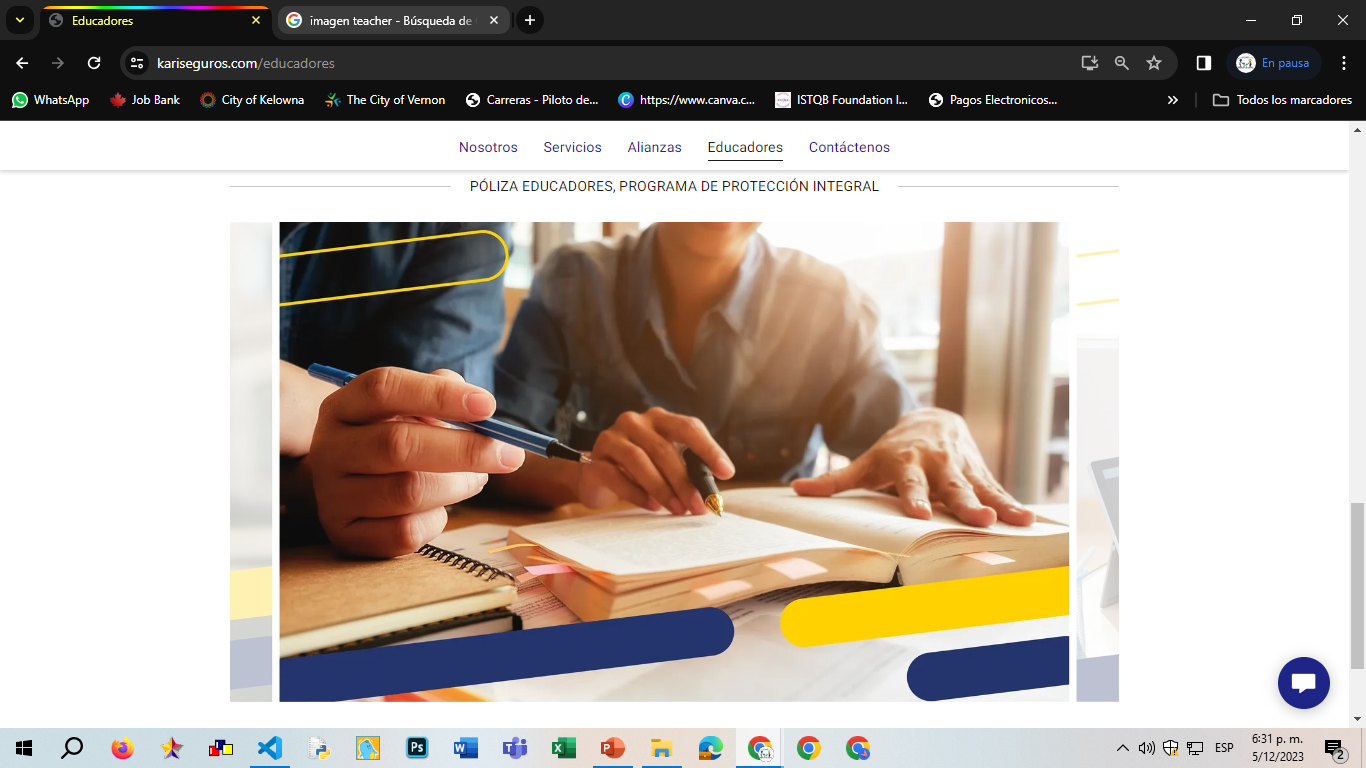 Educadores
imagen teacher - Búsqueda de
kariseguros.com/educadores
En pausa
WhatsApp
Job Bank
City of Kelowna
The City of Vernon
Carreras - Piloto de...
https://www.canva.c...
ISTQB Foundation l...
Pagos Electronicos...
Todos los marcadores
Nosotros Servicios Alianzas Educadores Contáctenos
PÓLIZA EDUCADORES, PROGRAMA DE PROTECCIÓN INTEGRAL
ESP
6:31 p. m.
5/12/2023
2